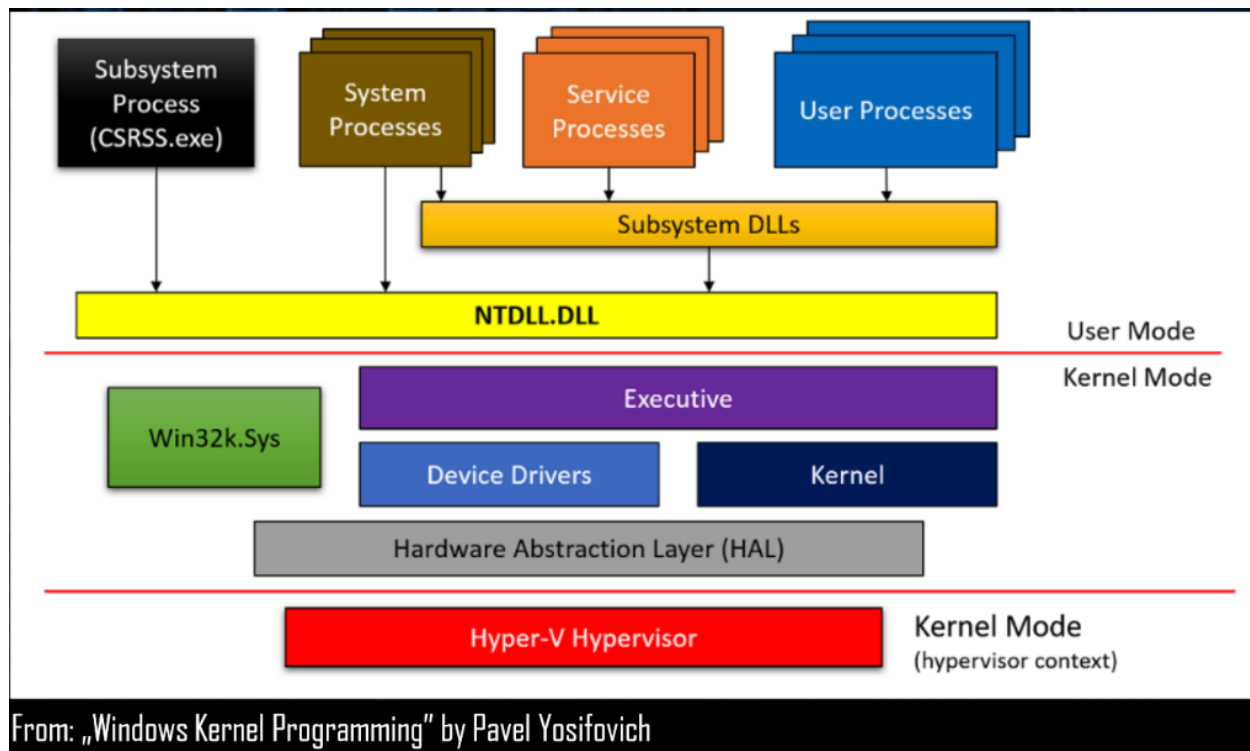 Subsystem
Process
(CSRSS.exe)
System
Processes
Service
Processes
User Processes
Subsystem DLLs
NTDLL.DLL
User Mode
Kernel Mode
Executive
Win32k.Sys
Device Drivers
Kernel
Hardware Abstraction Layer (HAL)
Hyper-V Hypervisor
Kernel Mode
(hypervisor context)
From: „Windows Kernel Programming” by Pavel Yosifovich